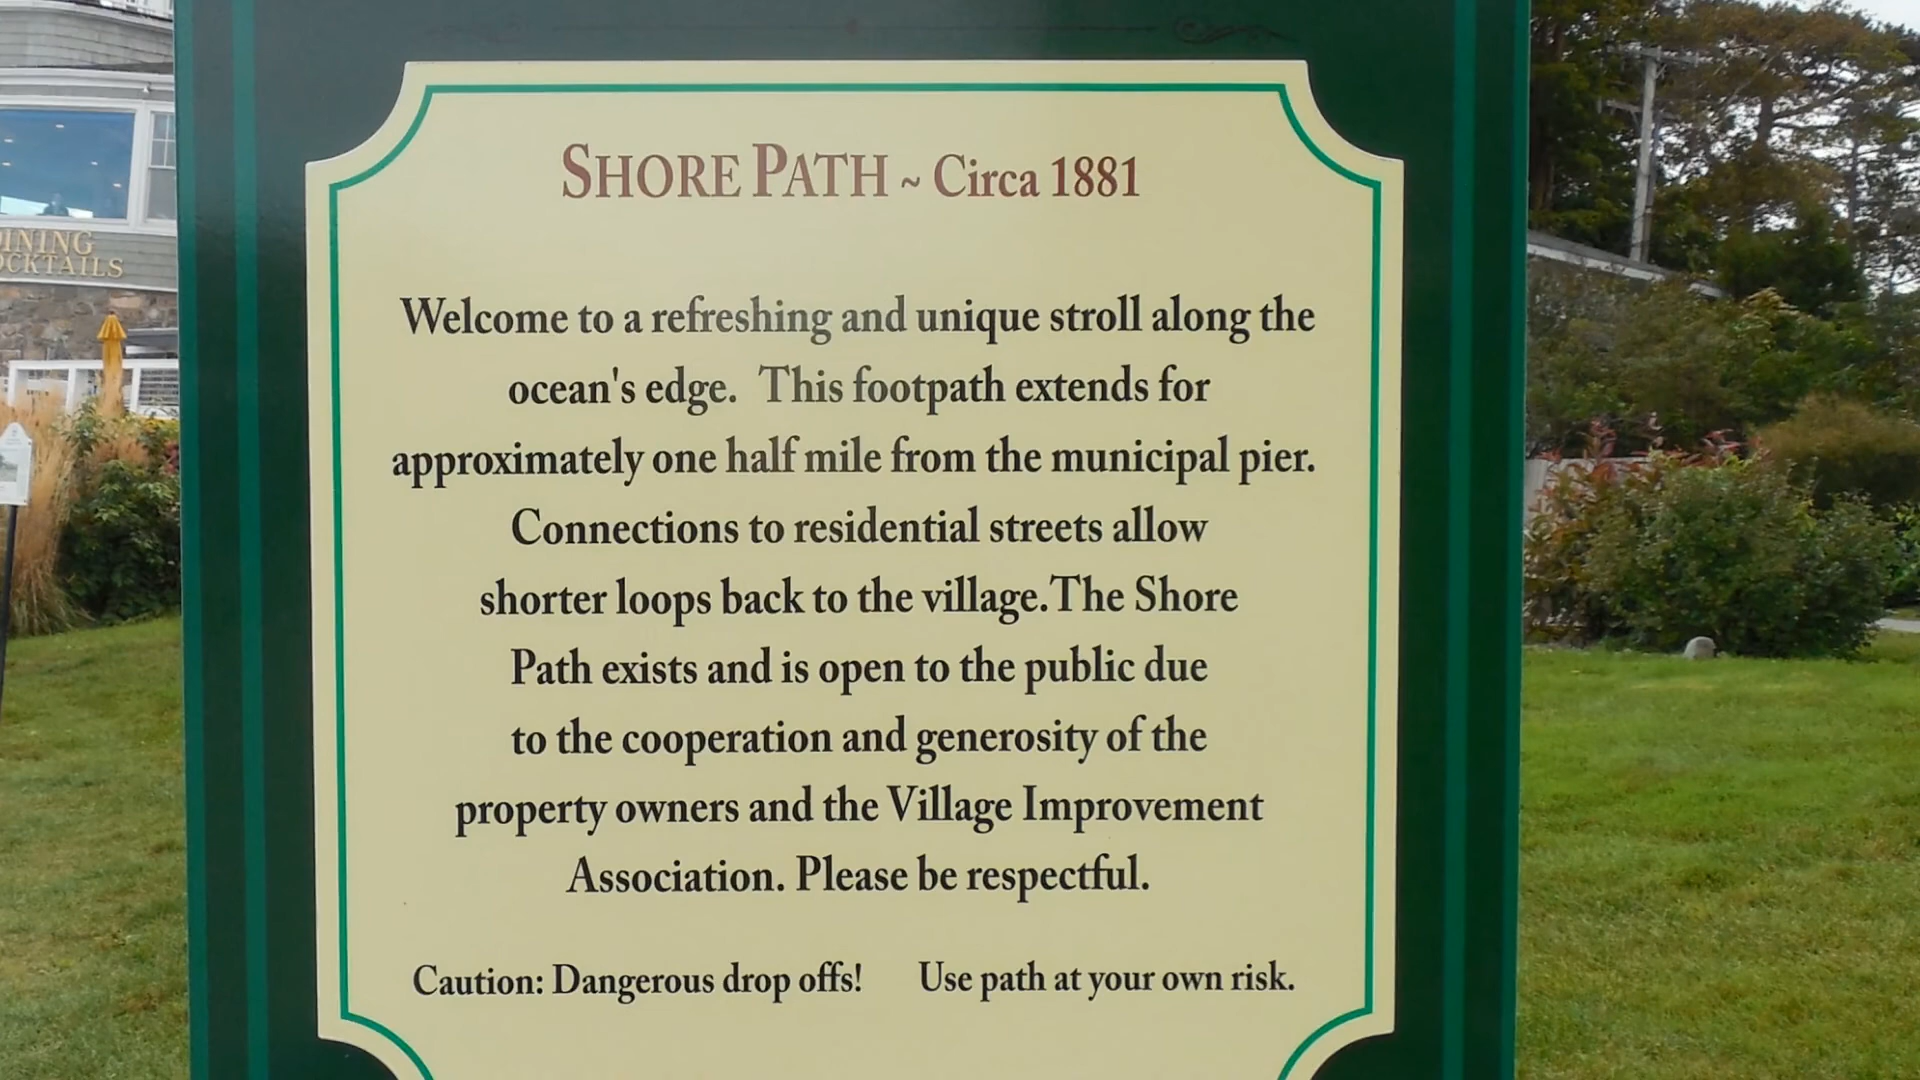 SHORE PATH ~ Circa 1881
Welcome to a refreshing and unique stroll along the
ocean's edge. This footpath extends for
approximately one half mile from the municipal pier.
Connections to residential streets allow
shorter loops back to the village. The Shore
Path exists and is open to the public due
to the cooperation and generosity of the
property owners and the Village Improvement
Association. Please be respectful.
Caution: Dangerous drop offs! Use path at your own risk.
INING
OCKTAILS